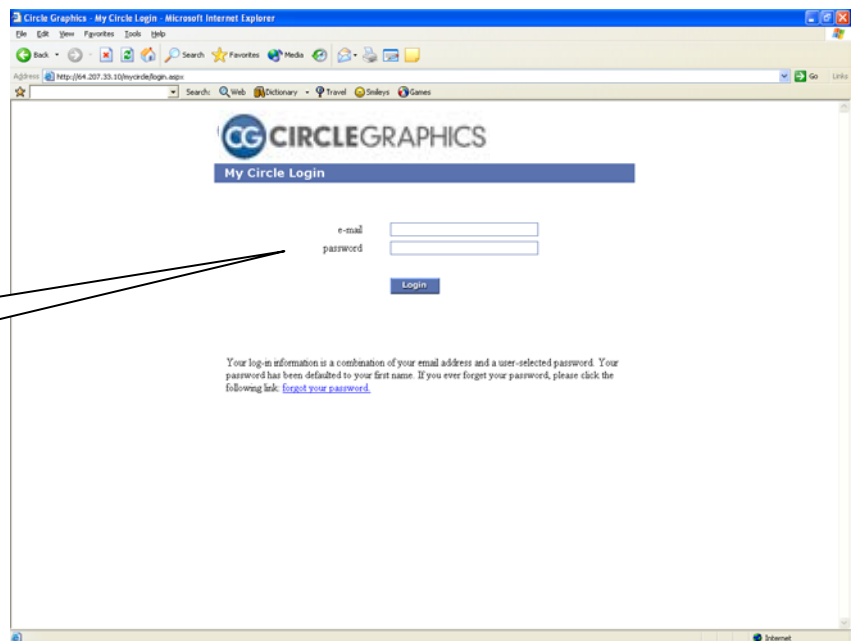 Circle Graphics - My Circle Login - Microsoft Internet Explorer
File Edit View Favorites Tools Help
Back Search Favorites Media
Address http://64.207.33.10/mycircle/login.aspx Go Links
Search: Web Dictionary Travel Smileys Games
CG CIRCLEGRAPHICS
My Circle Login
e-mail
password
Login
Your log-in information is a combination of your email address and a user-selected password. Your
password has been defaulted to your first name. If you ever forget your password, please click the
following link: forgot your password.
Internet